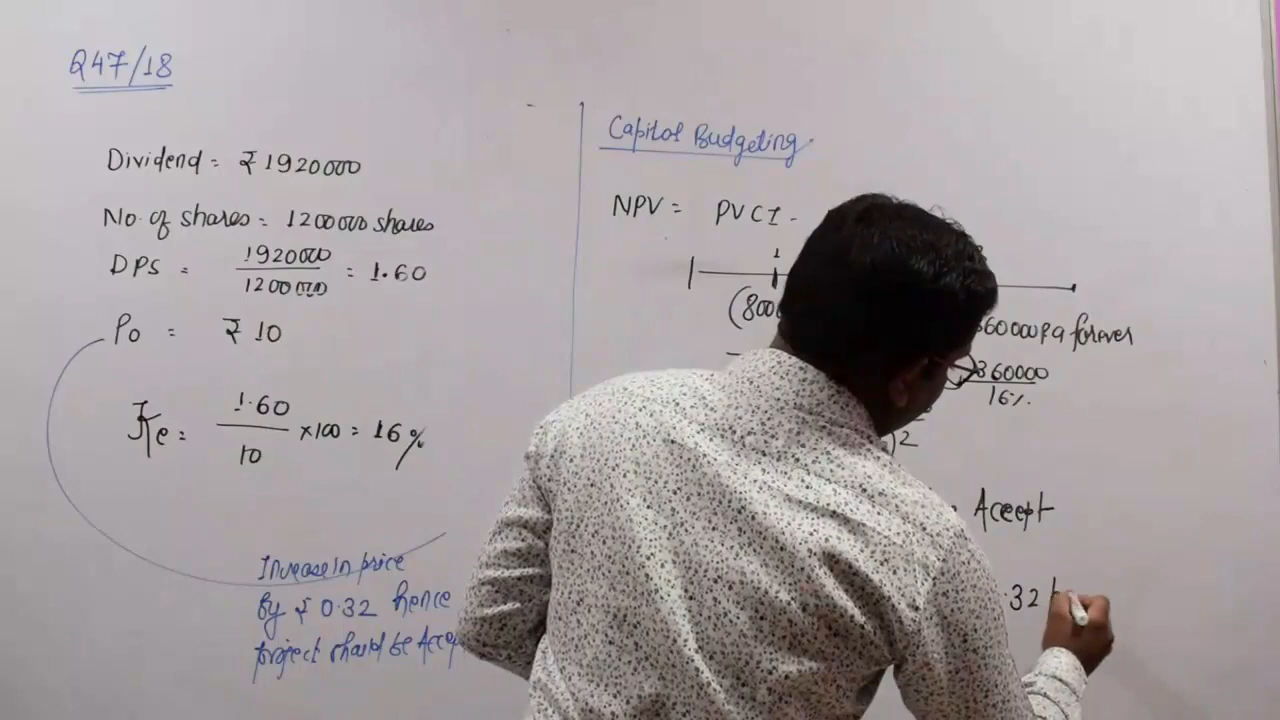 Q47/18
Dividend = ₹ 1920000
No. of shares = 1200000 shares
DPS = 1920000 / 1200000 = 1.60
Po = ₹ 10
Ke = 1.60 / 10 ×100 = 16%
Increase in price
by ₹ 0.32 hence
project should be Accep
Capital Budgeting
NPV = PVCI -
1
(800
360000 pa forever
360000
16%
)2
Accept
.32